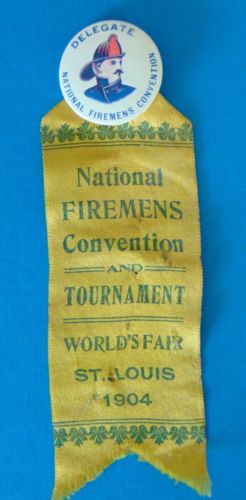 DELEGATE
NATIONAL FIREMENS CONVENTION
National
FIREMENS
Convention
AND
TOURNAMENT
WORLD'S FAIR
ST. LOUIS
1904